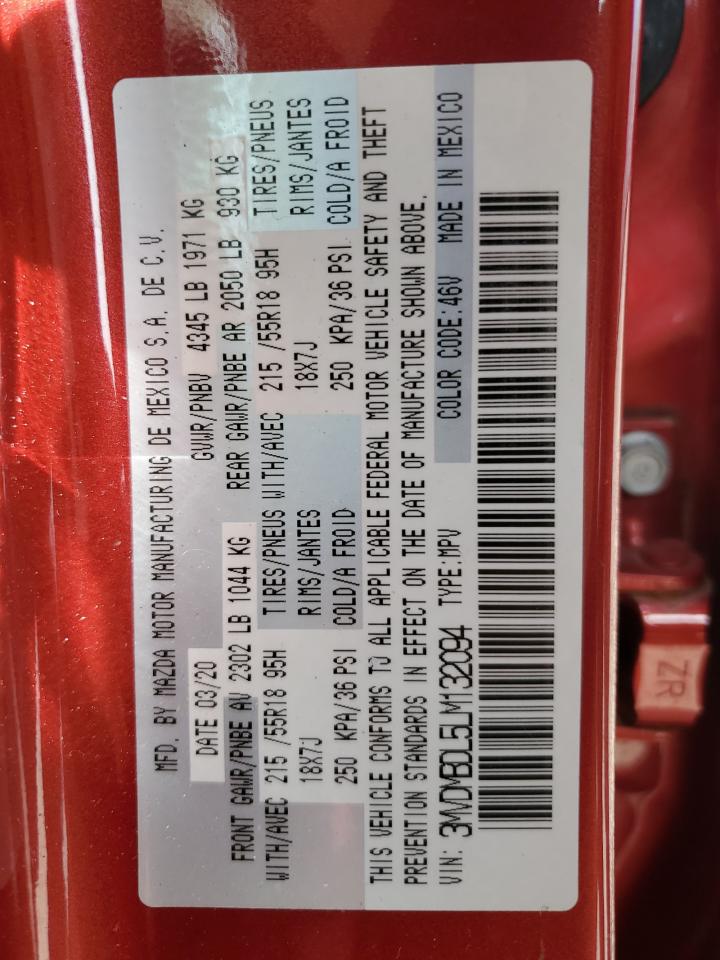 MFD. BY MAZDA MOTOR MANUFACTURING DE MEXICO S.A. DE C.V.
DATE 03/20 GVWR/PNBV 4345 LB 1971 KG
FRONT GAWR/PNBE AV 2302 LB 1044 KG REAR GAWR/PNBE AR 2050 LB 930 KG
WITH/AVEC 215 /55R18 95H TIRES/PNEUS WITH/AVEC 215 /55R18 95H TIRES/PNEUS
18X7J RIMS/JANTES 18X7J RIMS/JANTES
250 KPA/36 PSI COLD/A FROID 250 KPA/36 PSI COLD/A FROID
THIS VEHICLE CONFORMS TO ALL APPLICABLE FEDERAL MOTOR VEHICLE SAFETY AND THEFT
PREVENTION STANDARDS IN EFFECT ON THE DATE OF MANUFACTURE SHOWN ABOVE.
VIN: 3MVDMBDL5LM132094 TYPE:MPV COLOR CODE:46V MADE IN MEXICO
ZR